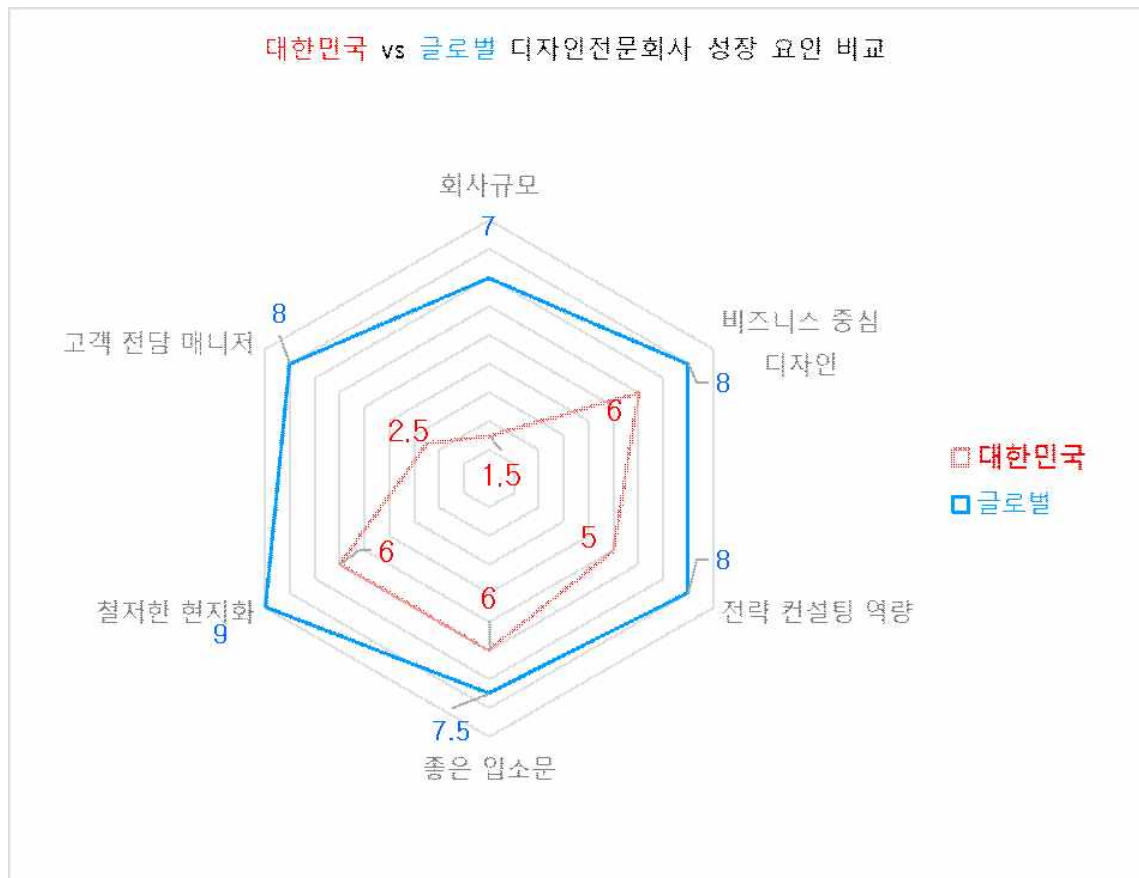 대한민국 vs 글로벌 디자인전문회사 성장 요인 비교
회사규모
7
비즈니스 중심
디자인
8
고객 전담 매니저
8
6
2.5
1.5
대한민국
글로벌
5
6
6
8
전략 컨설팅 역량
철저한 현지화
9
7.5
좋은 입소문